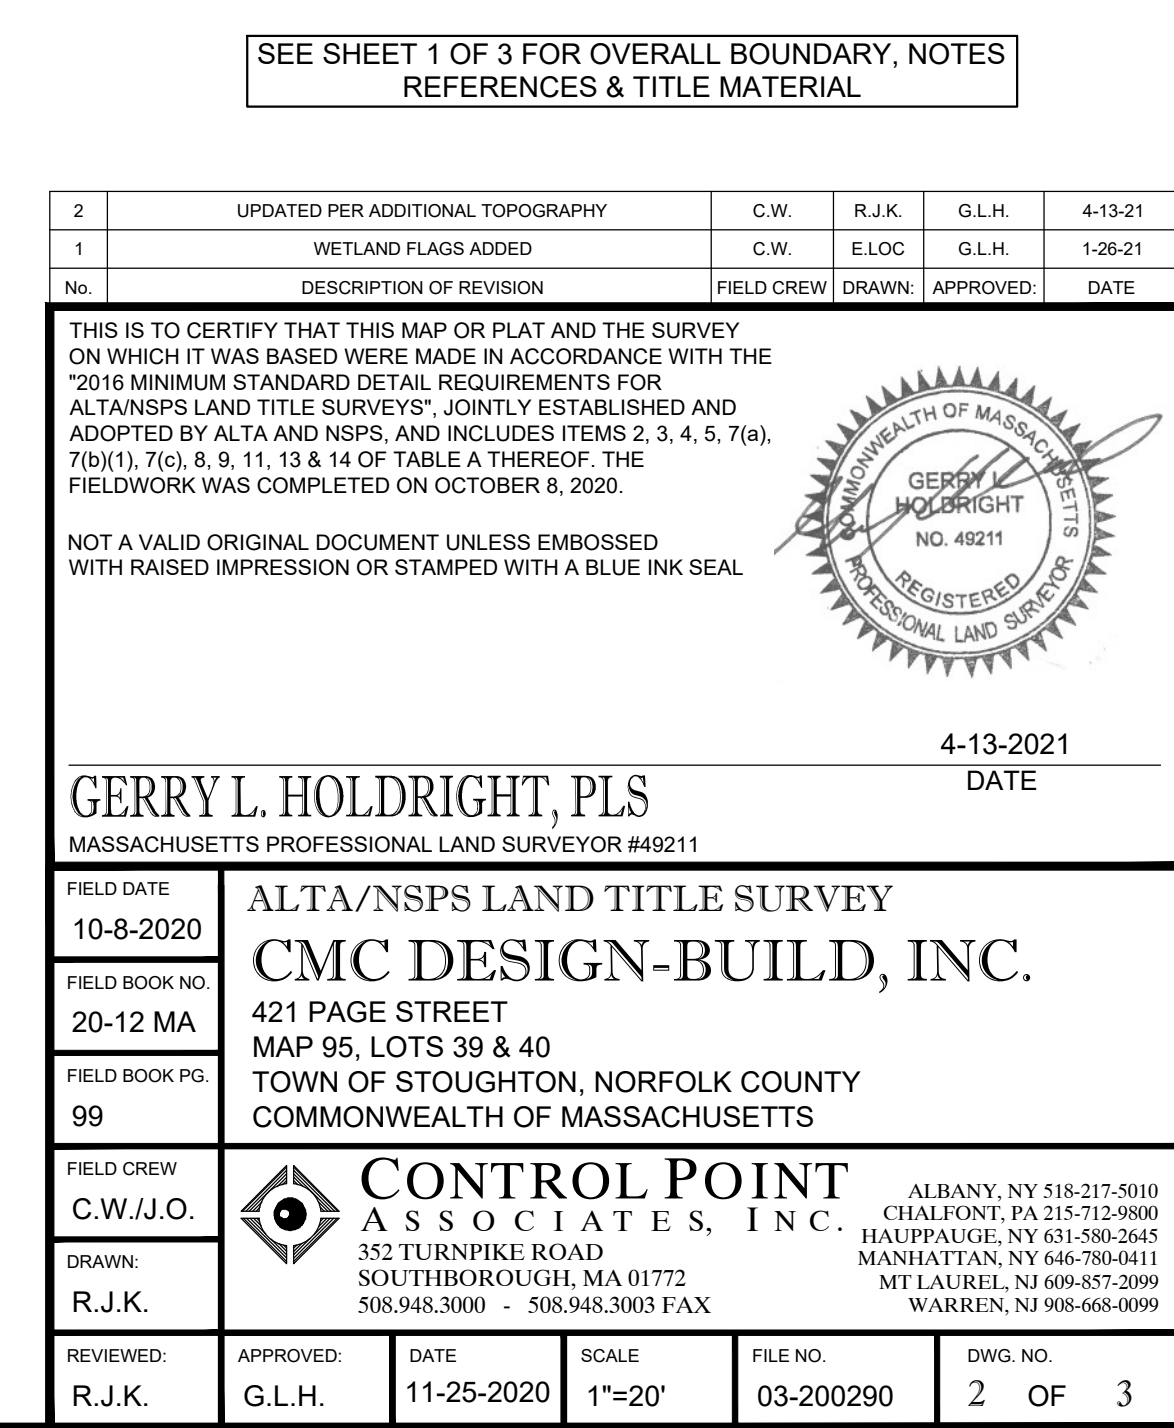 SEE SHEET 1 OF 3 FOR OVERALL BOUNDARY, NOTES
REFERENCES & TITLE MATERIAL
2 UPDATED PER ADDITIONAL TOPOGRAPHY C.W. R.J.K. G.L.H. 4-13-21
1 WETLAND FLAGS ADDED C.W. E.LOC G.L.H. 1-26-21
No. DESCRIPTION OF REVISION FIELD CREW DRAWN: APPROVED: DATE
THIS IS TO CERTIFY THAT THIS MAP OR PLAT AND THE SURVEY
ON WHICH IT WAS BASED WERE MADE IN ACCORDANCE WITH THE
"2016 MINIMUM STANDARD DETAIL REQUIREMENTS FOR
ALTA/NSPS LAND TITLE SURVEYS", JOINTLY ESTABLISHED AND
ADOPTED BY ALTA AND NSPS, AND INCLUDES ITEMS 2, 3, 4, 5, 7(a),
7(b)(1), 7(c), 8, 9, 11, 13 & 14 OF TABLE A THEREOF. THE
FIELDWORK WAS COMPLETED ON OCTOBER 8, 2020.
NOT A VALID ORIGINAL DOCUMENT UNLESS EMBOSSED
WITH RAISED IMPRESSION OR STAMPED WITH A BLUE INK SEAL
COMMONWEALTH OF MASSACHUSETTS
GERRY L
HOLDRIGHT
NO. 49211
REGISTERED
PROFESSIONAL LAND SURVEYOR
4-13-2021
DATE
GERRY L. HOLDRIGHT, PLS
MASSACHUSETTS PROFESSIONAL LAND SURVEYOR #49211
FIELD DATE
10-8-2020
FIELD BOOK NO.
20-12 MA
FIELD BOOK PG.
99
FIELD CREW
C.W./J.O.
DRAWN:
R.J.K.
ALTA/NSPS LAND TITLE SURVEY
CMC DESIGN-BUILD, INC.
421 PAGE STREET
MAP 95, LOTS 39 & 40
TOWN OF STOUGHTON, NORFOLK COUNTY
COMMONWEALTH OF MASSACHUSETTS
CONTROL POINT
ASSOCIATES, INC.
352 TURNPIKE ROAD
SOUTHBOROUGH, MA 01772
508.948.3000 - 508.948.3003 FAX
ALBANY, NY 518-217-5010
CHALFONT, PA 215-712-9800
HAUPPAUGE, NY 631-580-2645
MANHATTAN, NY 646-780-0411
MT LAUREL, NJ 609-857-2099
WARREN, NJ 908-668-0099
REVIEWED:
R.J.K.
APPROVED:
G.L.H.
DATE
11-25-2020
SCALE
1"=20'
FILE NO.
03-200290
DWG. NO.
2 OF 3